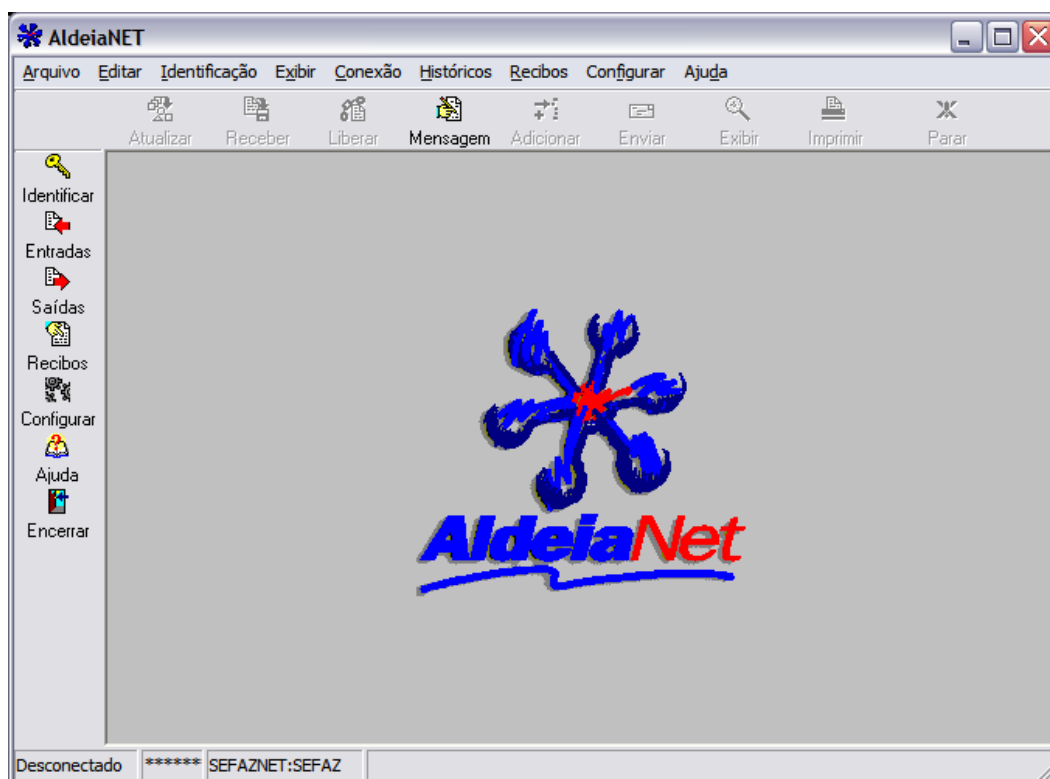 AldeiaNET
Arquivo Editar Identificação Exibir Conexão Históricos Recibos Configurar Ajuda
Atualizar Receber Liberar Mensagem Adicionar Enviar Exibir Imprimir Parar
Identificar
Entradas
Saídas
Recibos
Configurar
Ajuda
Encerrar
AldeiaNet
Desconectado ****** SEFAZNET:SEFAZ